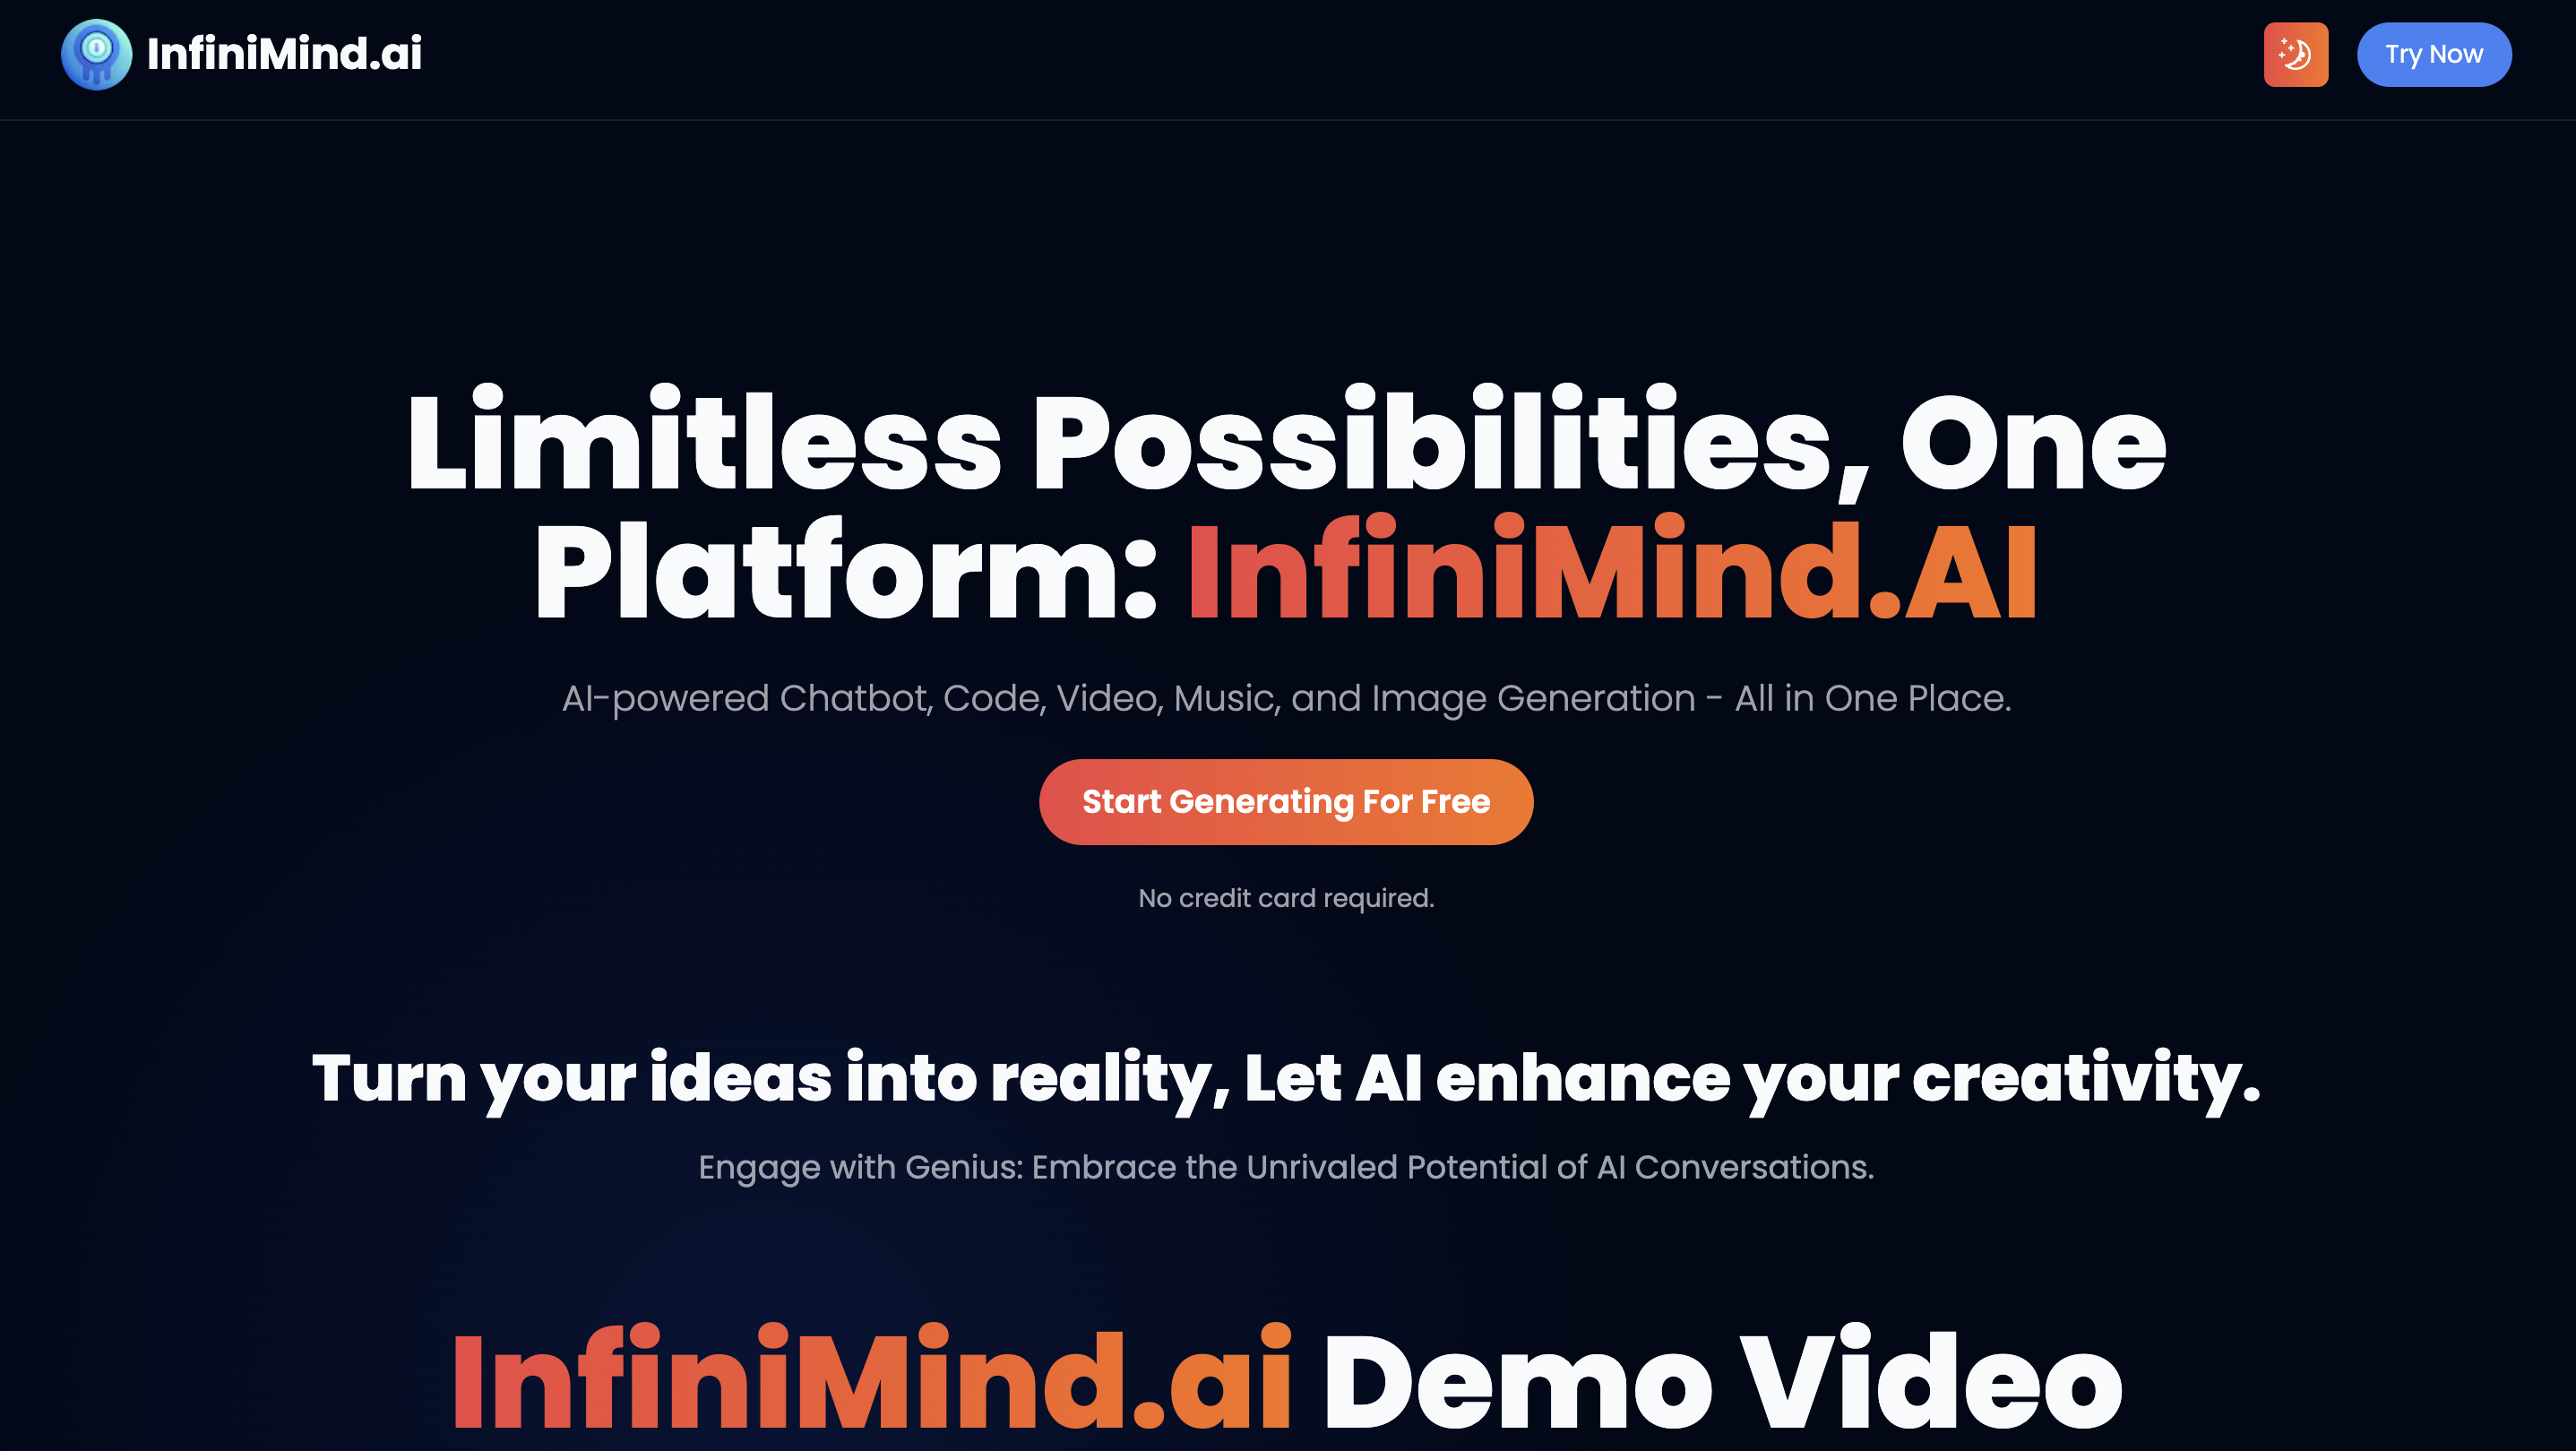 InfiniMind.ai
Try Now
Limitless Possibilities, One
Platform: InfiniMind.AI
AI-powered Chatbot, Code, Video, Music, and Image Generation - All in One Place.
Start Generating For Free
No credit card required.
Turn your ideas into reality, Let AI enhance your creativity.
Engage with Genius: Embrace the Unrivaled Potential of AI Conversations.
InfiniMind.ai Demo Video